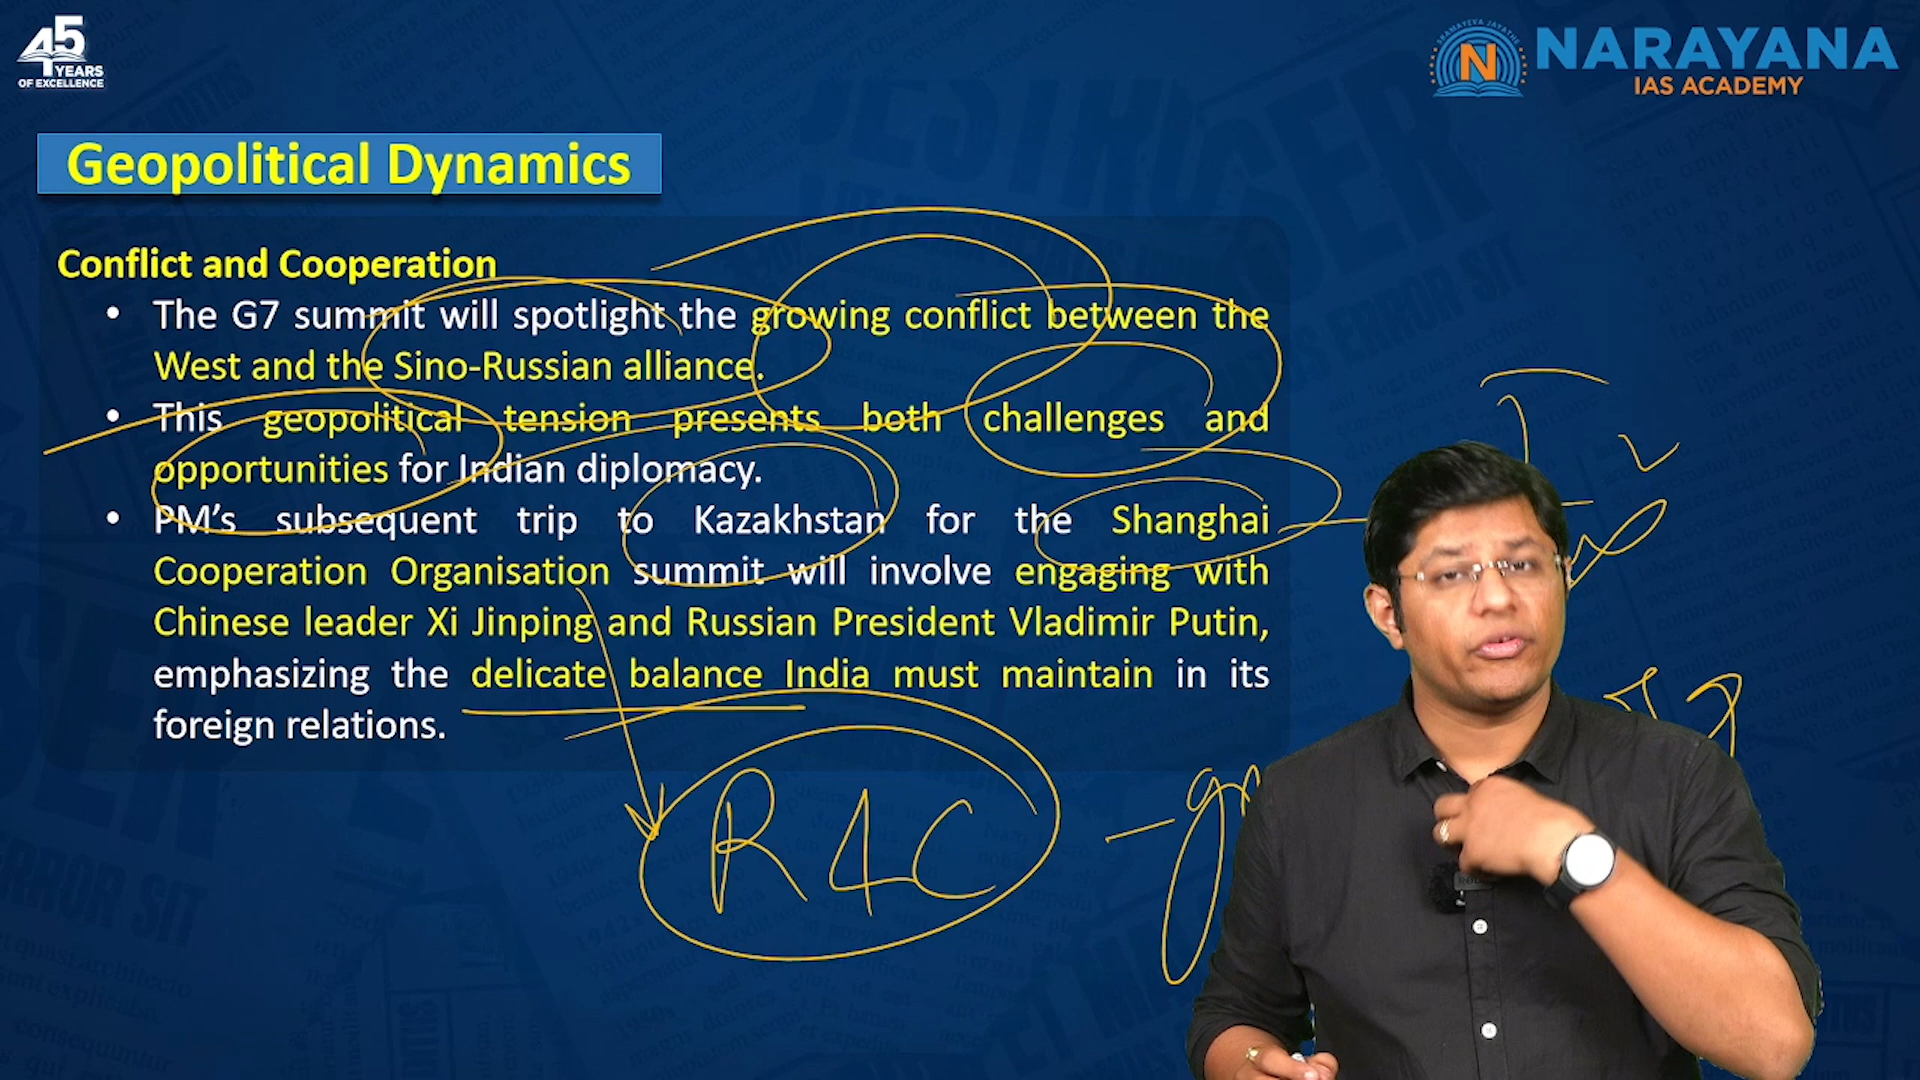 45
YEARS
OF EXCELLENCE
NARAYANA
IAS ACADEMY
Geopolitical Dynamics
Conflict and Cooperation
• The G7 summit will spotlight the growing conflict between the
West and the Sino-Russian alliance.
• This geopolitical tension presents both challenges and
opportunities for Indian diplomacy.
• PM's subsequent trip to Kazakhstan for the Shanghai
Cooperation Organisation summit will involve engaging with
Chinese leader Xi Jinping and Russian President Vladimir Putin,
emphasizing the delicate balance India must maintain in its
foreign relations.
R&C